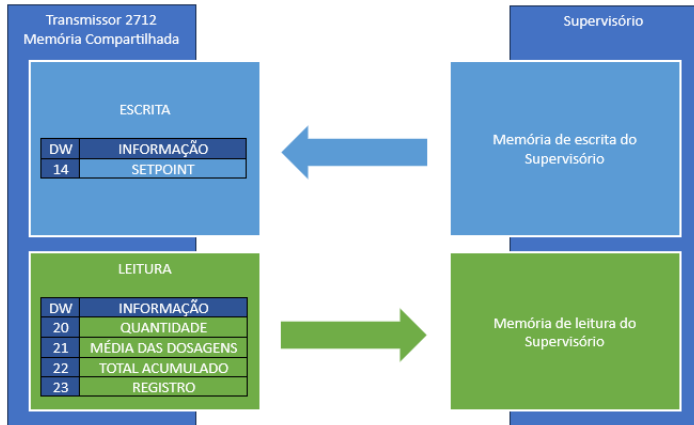 Transmissor 2712
Memória Compartilhada
ESCRITA
DW INFORMAÇÃO
14 SETPOINT
LEITURA
DW INFORMAÇÃO
20 QUANTIDADE
21 MÉDIA DAS DOSAGENS
22 TOTAL ACUMULADO
23 REGISTRO
Supervisório
Memória de escrita do
Supervisório
Memória de leitura do
Supervisório